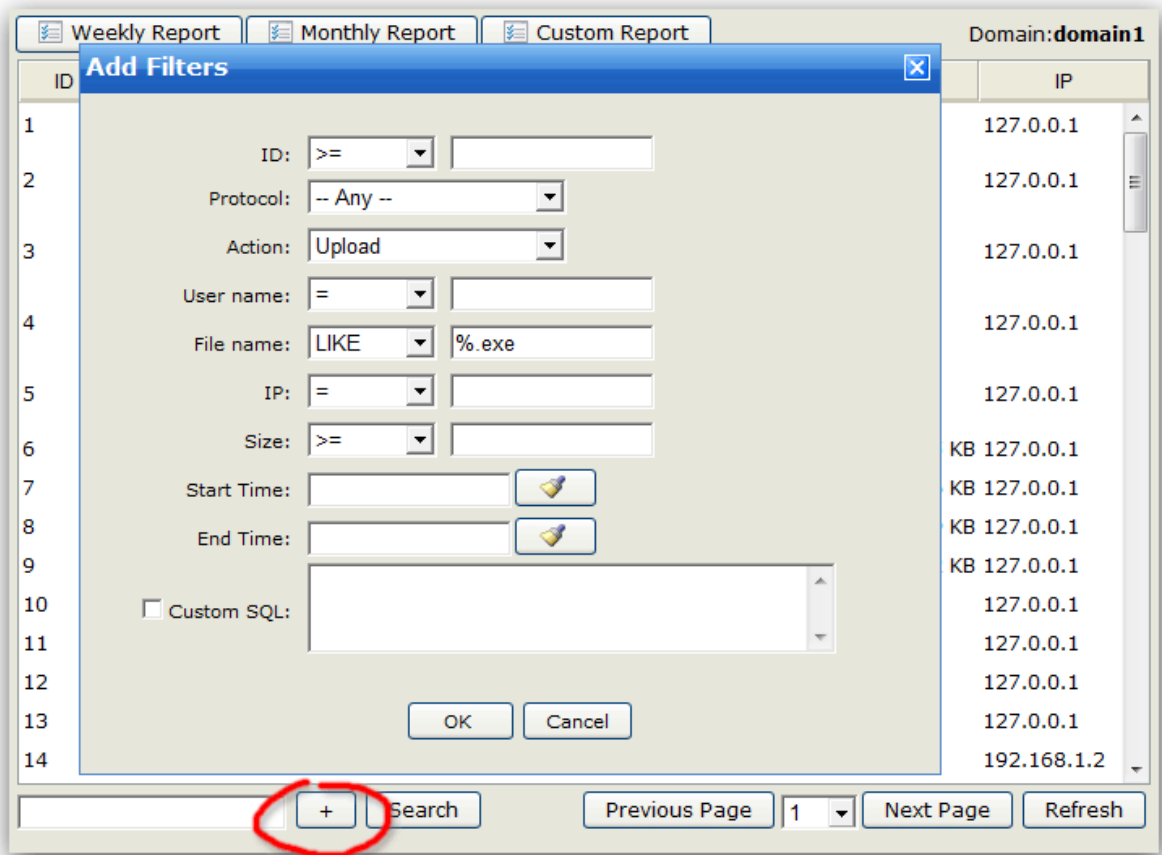 Weekly Report Monthly Report Custom Report Domain:domain1
Add Filters
ID IP
1 127.0.0.1
ID: >=
2 127.0.0.1
Protocol: -- Any --
Action: Upload
3 127.0.0.1
User name: =
4 127.0.0.1
File name: LIKE %.exe
5 IP: = 127.0.0.1
Size: >=
6 KB 127.0.0.1
7 Start Time: KB 127.0.0.1
8 KB 127.0.0.1
End Time:
9 KB 127.0.0.1
10 127.0.0.1
Custom SQL:
11 127.0.0.1
12 127.0.0.1
13 OK Cancel 127.0.0.1
14 192.168.1.2
+ Search Previous Page 1 Next Page Refresh